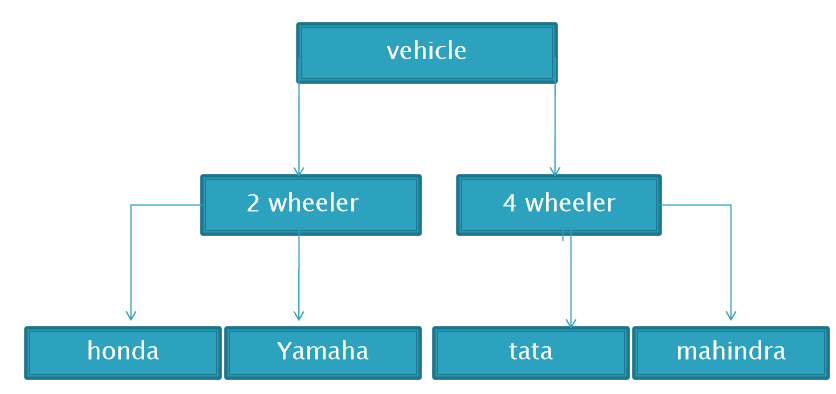 vehicle
2 wheeler
4 wheeler
honda
Yamaha
tata
mahindra